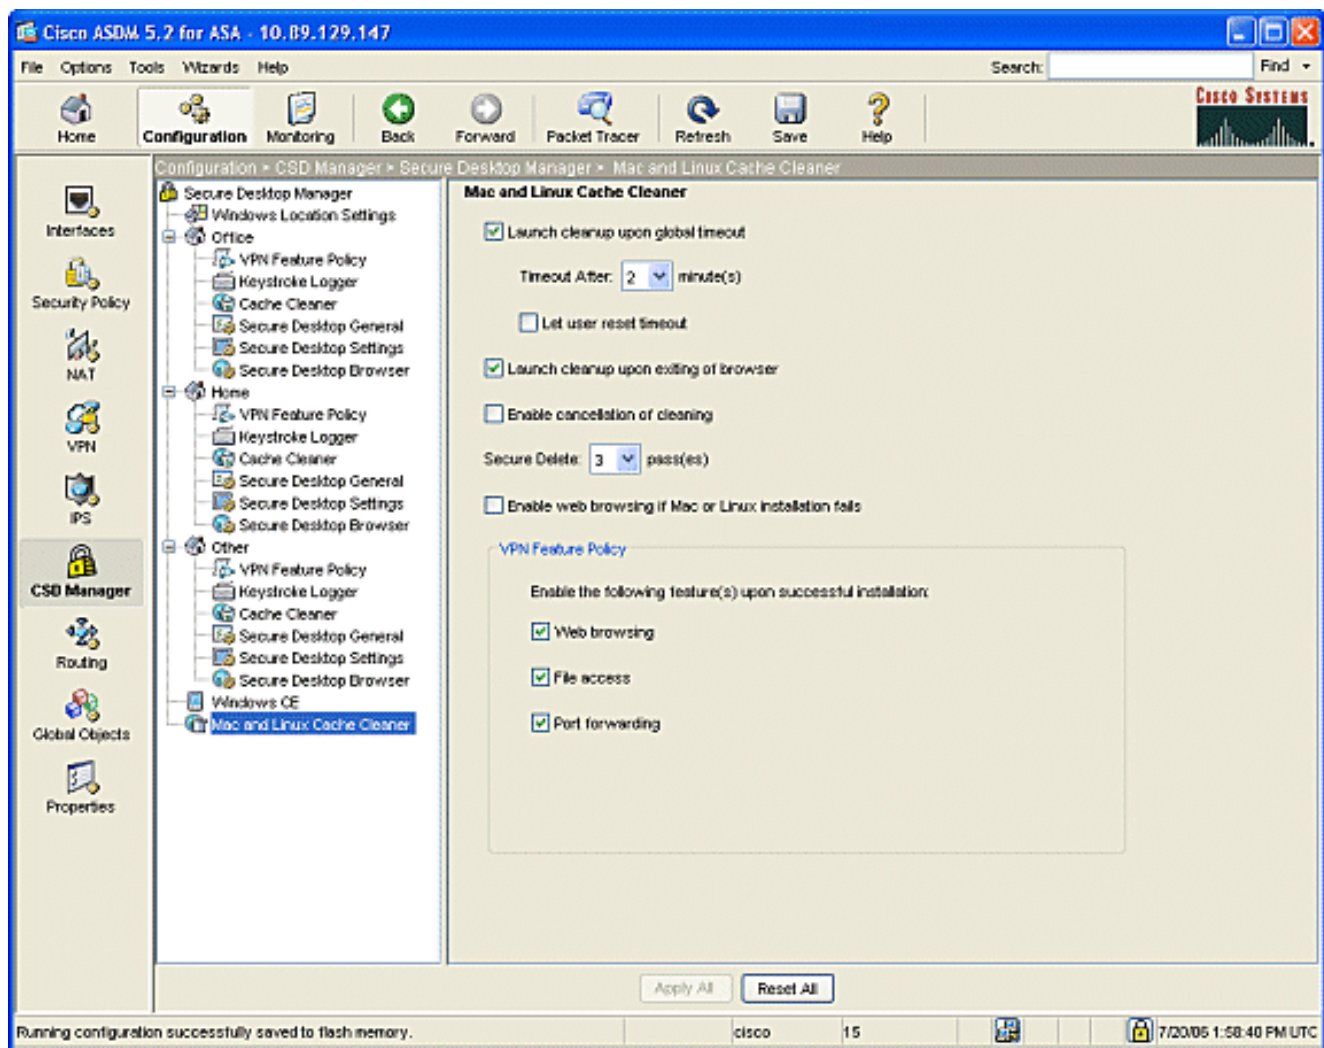 Cisco ASDM 5.2 for ASA - 10.89.129.147
File Options Tools Wizards Help Search: Find
Home Configuration Monitoring Back Forward Packet Tracer Refresh Save Help
CISCO SYSTEMS
Configuration > CSD Manager > Secure Desktop Manager > Mac and Linux Cache Cleaner
Interfaces
Security Policy
NAT
VPN
IPS
CSD Manager
Routing
Global Objects
Properties
Secure Desktop Manager
Windows Location Settings
Office
VPN Feature Policy
Keystroke Logger
Cache Cleaner
Secure Desktop General
Secure Desktop Settings
Secure Desktop Browser
Home
VPN Feature Policy
Keystroke Logger
Cache Cleaner
Secure Desktop General
Secure Desktop Settings
Secure Desktop Browser
Other
VPN Feature Policy
Keystroke Logger
Cache Cleaner
Secure Desktop General
Secure Desktop Settings
Secure Desktop Browser
Windows CE
Mac and Linux Cache Cleaner
Mac and Linux Cache Cleaner
Launch cleanup upon global timeout
Timeout After: 2 minute(s)
Let user reset timeout
Launch cleanup upon exiting of browser
Enable cancellation of cleaning
Secure Delete: 3 pass(es)
Enable web browsing if Mac or Linux installation fails
VPN Feature Policy
Enable the following feature(s) upon successful installation:
Web browsing
File access
Port forwarding
Apply All Reset All
Running configuration successfully saved to flash memory. cisco 15 7/20/06 1:58:40 PM UTC